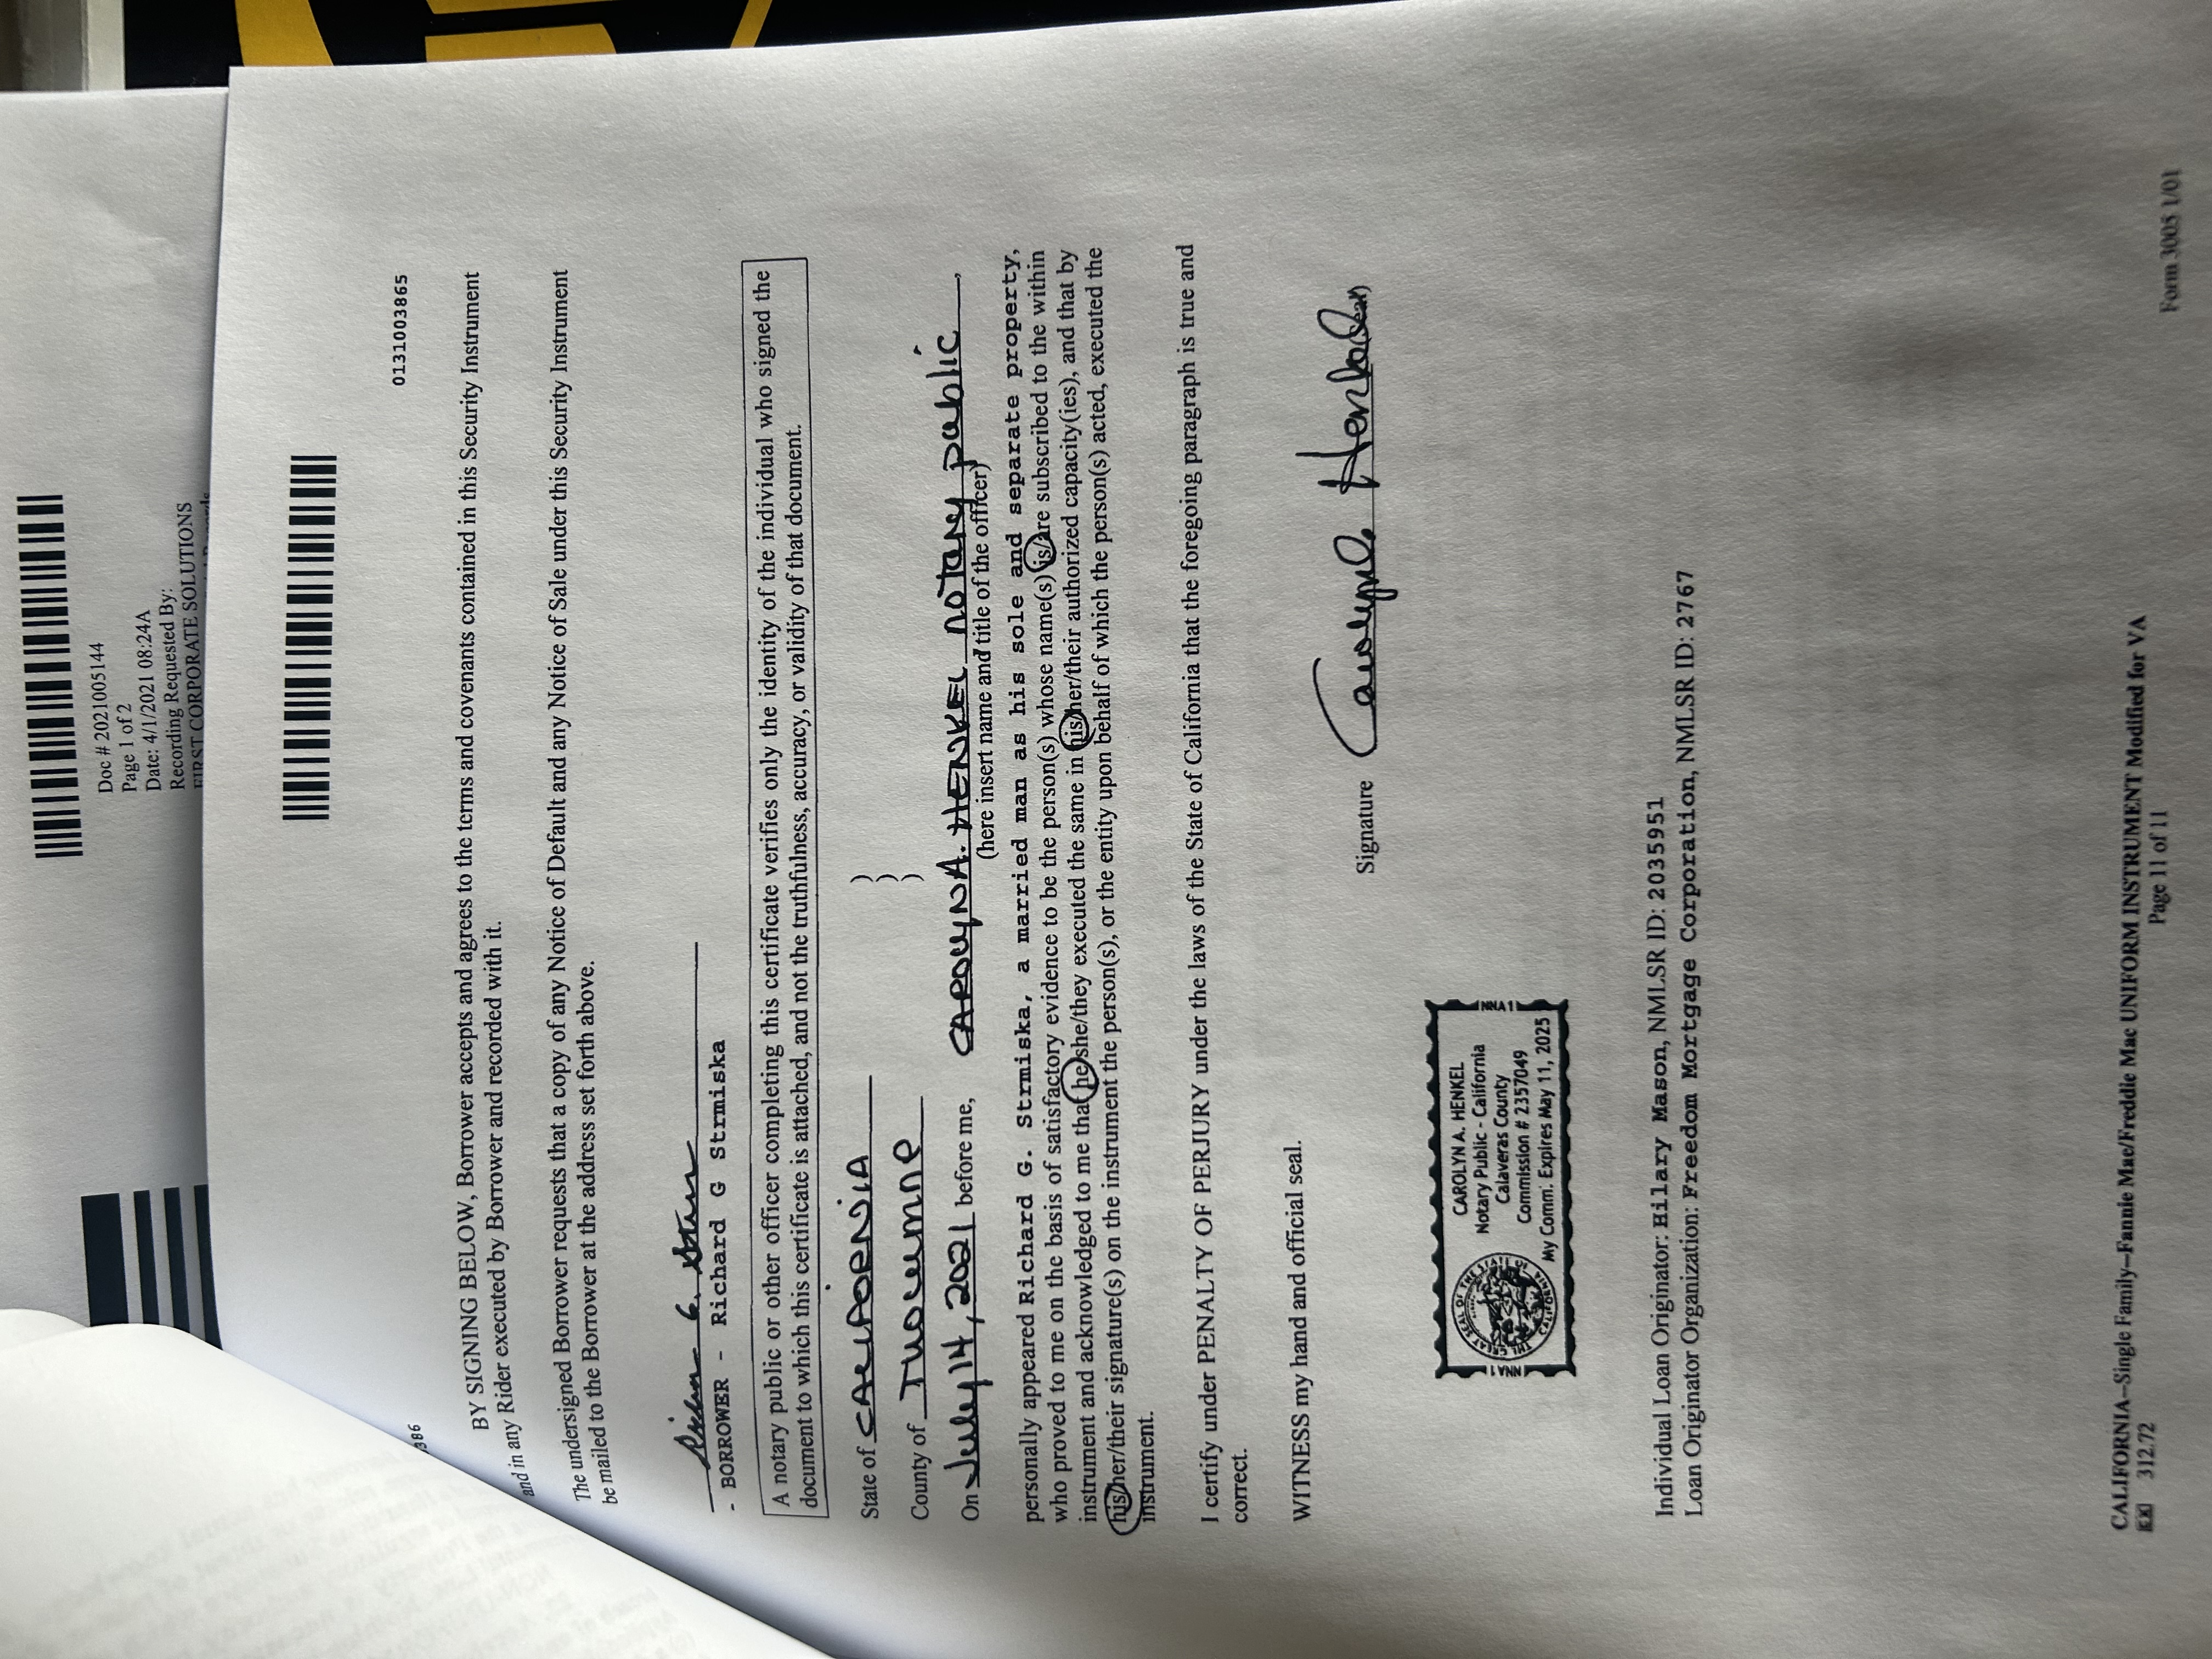 Doc # 2021005144
Page 1 of 2
Date: 4/1/2021 08:24A
Recording Requested By:
FIRST CORPORATE SOLUTIONS
386
0131003865
BY SIGNING BELOW, Borrower accepts and agrees to the terms and covenants contained in this Security Instrument
and in any Rider executed by Borrower and recorded with it.
The undersigned Borrower requests that a copy of any Notice of Default and any Notice of Sale under this Security Instrument
be mailed to the Borrower at the address set forth above.
- BORROWER - Richard G Strmiska
A notary public or other officer completing this certificate verifies only the identity of the individual who signed the
document to which this certificate is attached, and not the truthfulness, accuracy, or validity of that document.
State of CALIFORNIA )
)
County of Tuolumne )
On July 14, 2021 before me, CAROLYN A. HENKEL notary public,
(here insert name and title of the officer)
personally appeared Richard G. Strmiska, a married man as his sole and separate property,
who proved to me on the basis of satisfactory evidence to be the person(s) whose name(s) is/are subscribed to the within
instrument and acknowledged to me that he/she/they executed the same in his/her/their authorized capacity(ies), and that by
his/her/their signature(s) on the instrument the person(s), or the entity upon behalf of which the person(s) acted, executed the
instrument.
I certify under PENALTY OF PERJURY under the laws of the State of California that the foregoing paragraph is true and
correct.
WITNESS my hand and official seal.
Signature Carolyn A. Henkel (Seal)
CAROLYN A. HENKEL
Notary Public - California
Calaveras County
Commission # 2357049
My Comm. Expires May 11, 2025
Individual Loan Originator: Hilary Mason, NMLSR ID: 2035951
Loan Originator Organization: Freedom Mortgage Corporation, NMLSR ID: 2767
CALIFORNIA--Single Family--Fannie Mae/Freddie Mac UNIFORM INSTRUMENT Modified for VA
312.72
Page 11 of 11
Form 3005 1/01